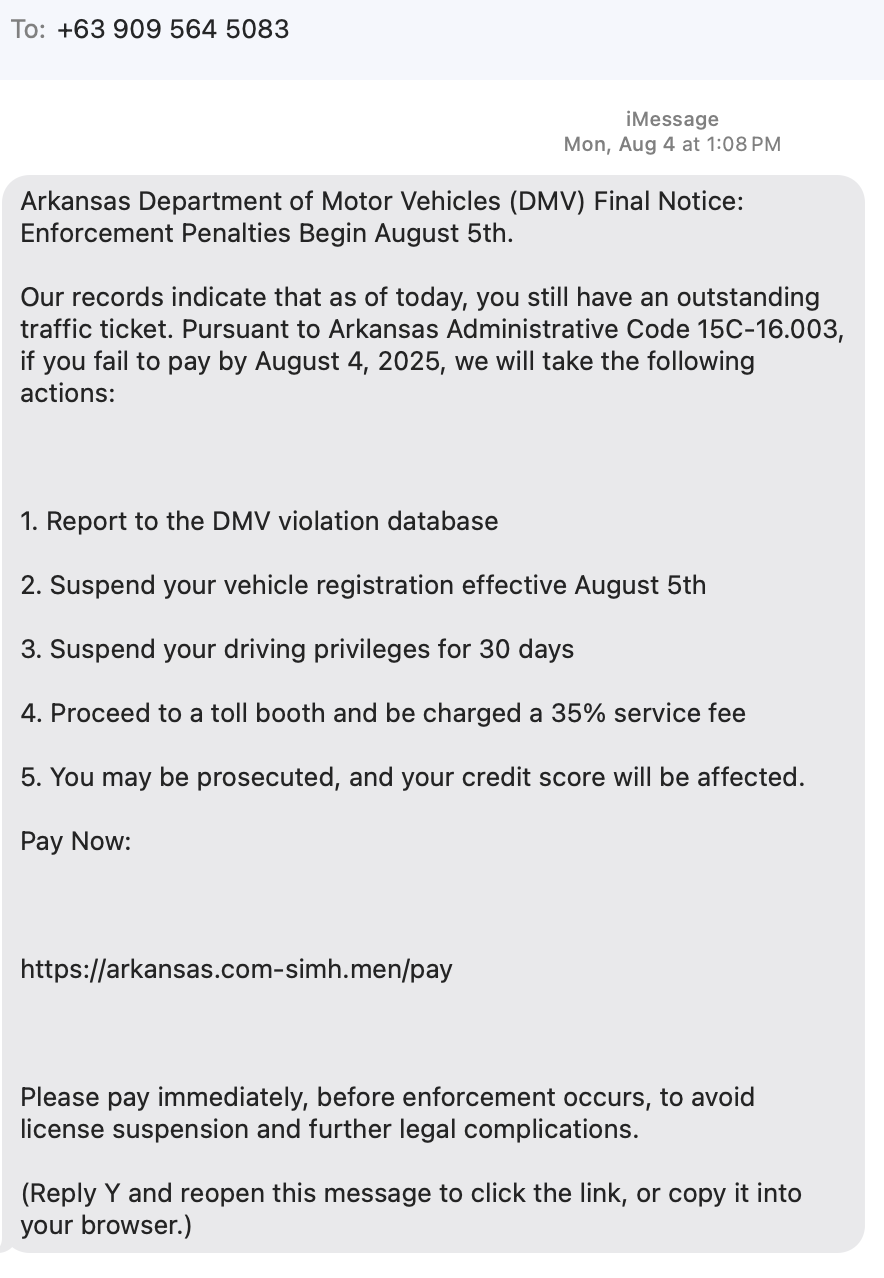 To: +63 909 564 5083
iMessage
Mon, Aug 4 at 1:08 PM
Arkansas Department of Motor Vehicles (DMV) Final Notice:
Enforcement Penalties Begin August 5th.
Our records indicate that as of today, you still have an outstanding
traffic ticket. Pursuant to Arkansas Administrative Code 15C-16.003,
if you fail to pay by August 4, 2025, we will take the following
actions:
1. Report to the DMV violation database
2. Suspend your vehicle registration effective August 5th
3. Suspend your driving privileges for 30 days
4. Proceed to a toll booth and be charged a 35% service fee
5. You may be prosecuted, and your credit score will be affected.
Pay Now:
https://arkansas.com-simh.men/pay
Please pay immediately, before enforcement occurs, to avoid
license suspension and further legal complications.
(Reply Y and reopen this message to click the link, or copy it into
your browser.)